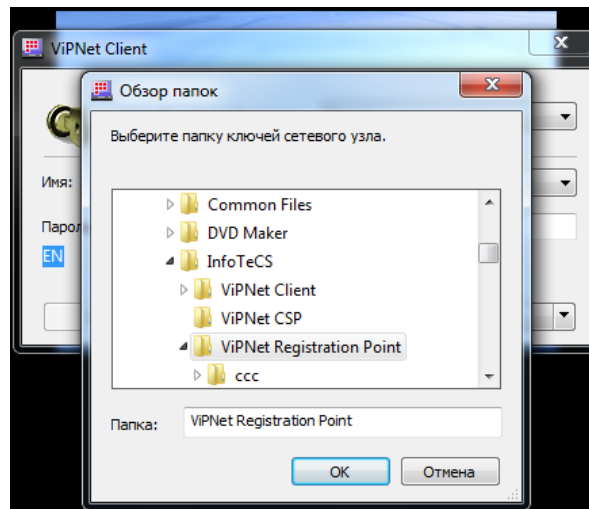 ViPNet Client
x
Обзор папок
x
Выберите папку ключей сетевого узла.
Имя:
Common Files
DVD Maker
InfoTeCS
EN
ViPNet Client
ViPNet CSP
ViPNet Registration Point
ccc
Папка:
ViPNet Registration Point
OK
Отмена